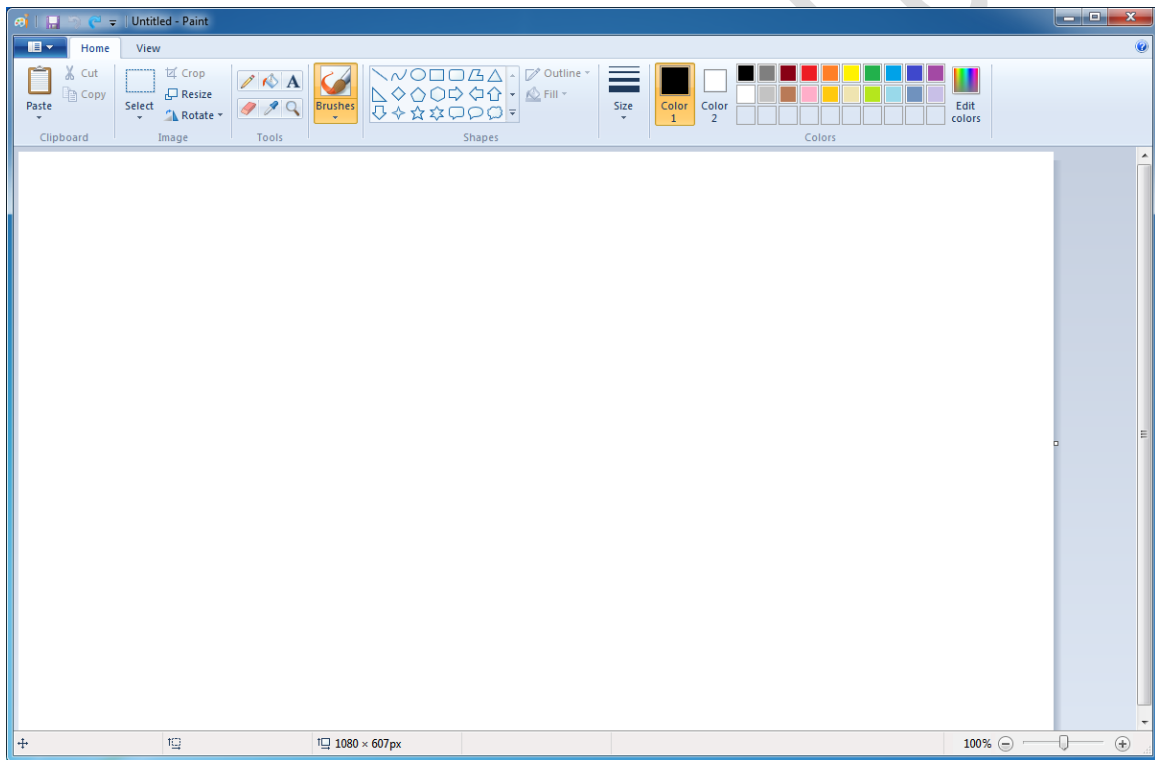 Untitled - Paint
Home View
Paste
Cut
Copy
Clipboard
Select
Crop
Resize
Rotate
Image
A
Tools
Brushes
Shapes
Outline
Fill
Size
Color 1
Color 2
Edit colors
Colors
1080 × 607px
100%